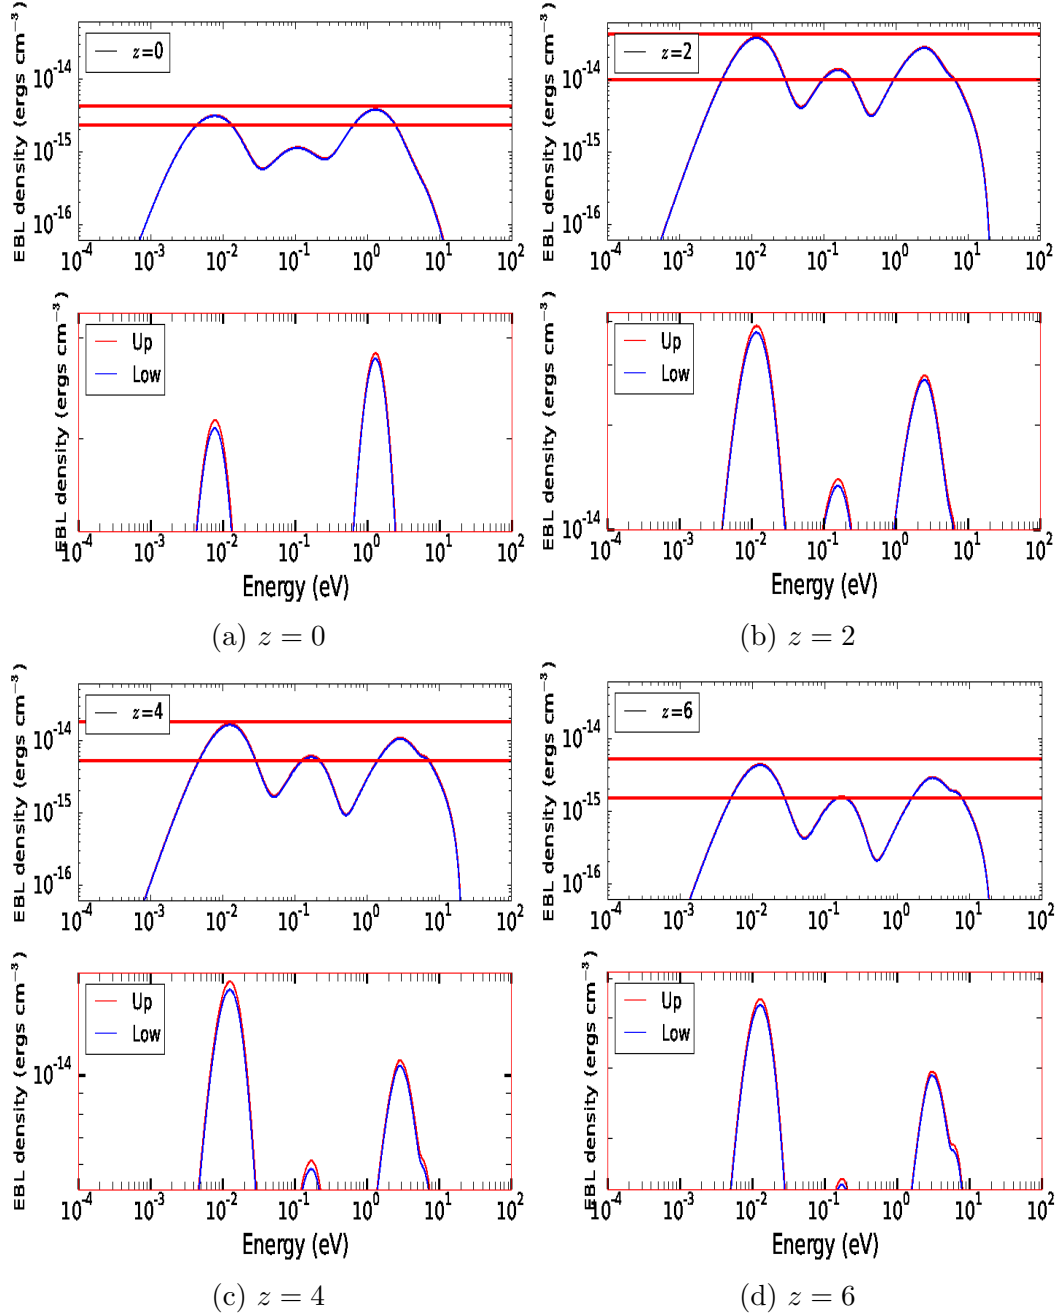 EBL density (ergs cm⁻³)
z=0
10⁻¹⁴
10⁻¹⁵
10⁻¹⁶
10⁻⁴ 10⁻³ 10⁻² 10⁻¹ 10⁰ 10¹ 10²
EBL density (ergs cm⁻³)
Up
Low
10⁻⁴ 10⁻³ 10⁻² 10⁻¹ 10⁰ 10¹ 10²
Energy (eV)
(a) z = 0
EBL density (ergs cm⁻³)
z=2
10⁻¹⁴
10⁻¹⁵
10⁻¹⁶
10⁻⁴ 10⁻³ 10⁻² 10⁻¹ 10⁰ 10¹ 10²
EBL density (ergs cm⁻³)
Up
Low
10⁻¹⁴
10⁻⁴ 10⁻³ 10⁻² 10⁻¹ 10⁰ 10¹ 10²
Energy (eV)
(b) z = 2
EBL density (ergs cm⁻³)
z=4
10⁻¹⁴
10⁻¹⁵
10⁻¹⁶
10⁻⁴ 10⁻³ 10⁻² 10⁻¹ 10⁰ 10¹ 10²
EBL density (ergs cm⁻³)
Up
Low
10⁻¹⁴
10⁻⁴ 10⁻³ 10⁻² 10⁻¹ 10⁰ 10¹ 10²
Energy (eV)
(c) z = 4
EBL density (ergs cm⁻³)
z=6
10⁻¹⁴
10⁻¹⁵
10⁻¹⁶
10⁻⁴ 10⁻³ 10⁻² 10⁻¹ 10⁰ 10¹ 10²
EBL density (ergs cm⁻³)
Up
Low
10⁻⁴ 10⁻³ 10⁻² 10⁻¹ 10⁰ 10¹ 10²
Energy (eV)
(d) z = 6